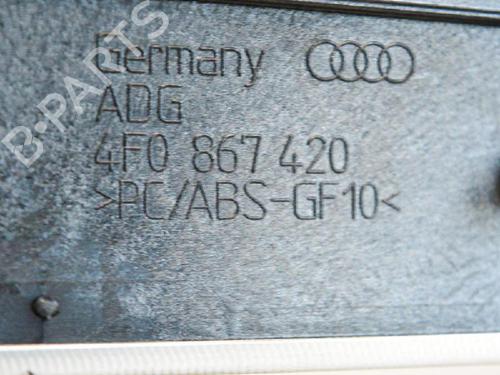 B-PARTS
Germany
ADG
4F0 867 420
>PC/ABS-GF10<